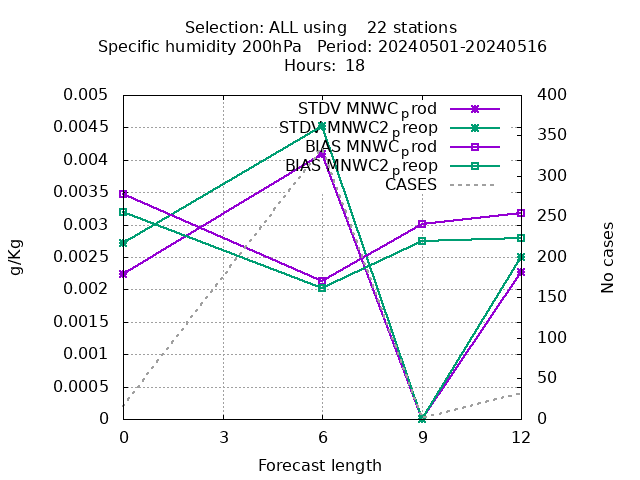 Selection: ALL using    22 stations
Specific humidity 200hPa   Period: 20240501-20240516
Hours: 18
STDV MNWC_prod
STDV MNWC2_preop
BIAS MNWC_prod
BIAS MNWC2_preop
CASES
0.005
0.0045
0.004
0.0035
0.003
0.0025
0.002
0.0015
0.001
0.0005
0
g/Kg
400
350
300
250
200
150
100
50
0
No cases
0 3 6 9 12
Forecast length